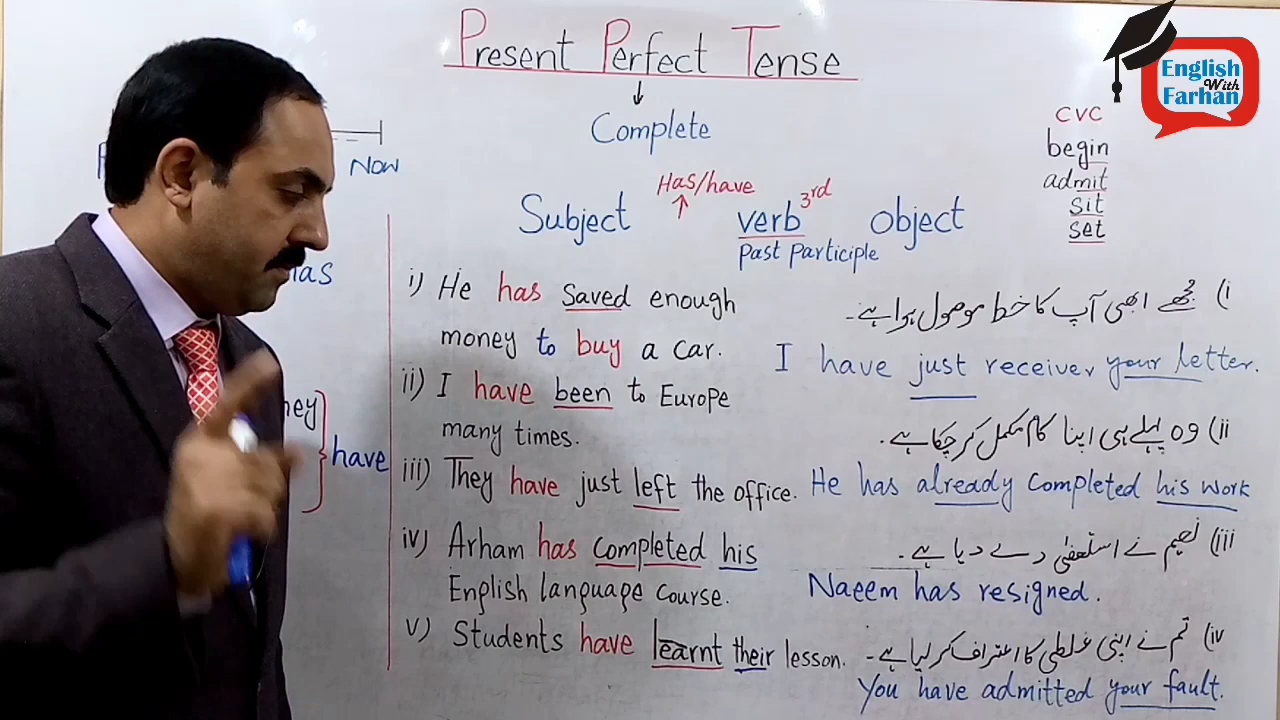 Present Perfect Tense
Complete
Now
Has/have
Subject verb 3rd object
Past Participle
CVC
begin
admit
sit
set
English
With
Farhan
have
i) He has saved enough
money to buy a car.
ii) I have been to Europe
many times.
iii) They have just left the office.
iv) Arham has completed his
English language course.
v) Students have learnt their lesson.
i) مجھے ابھی آپ کا خط موصول ہوا ہے۔
I have just receiver your letter.
ii) وہ پہلے ہی اپنا کام مکمل کر چکا ہے۔
He has already completed his work
iii) نعیم نے استعفیٰ دے دیا ہے۔
Naeem has resigned.
iv) تم نے اپنی غلطی کا اعتراف کر لیا ہے۔
You have admitted your fault.